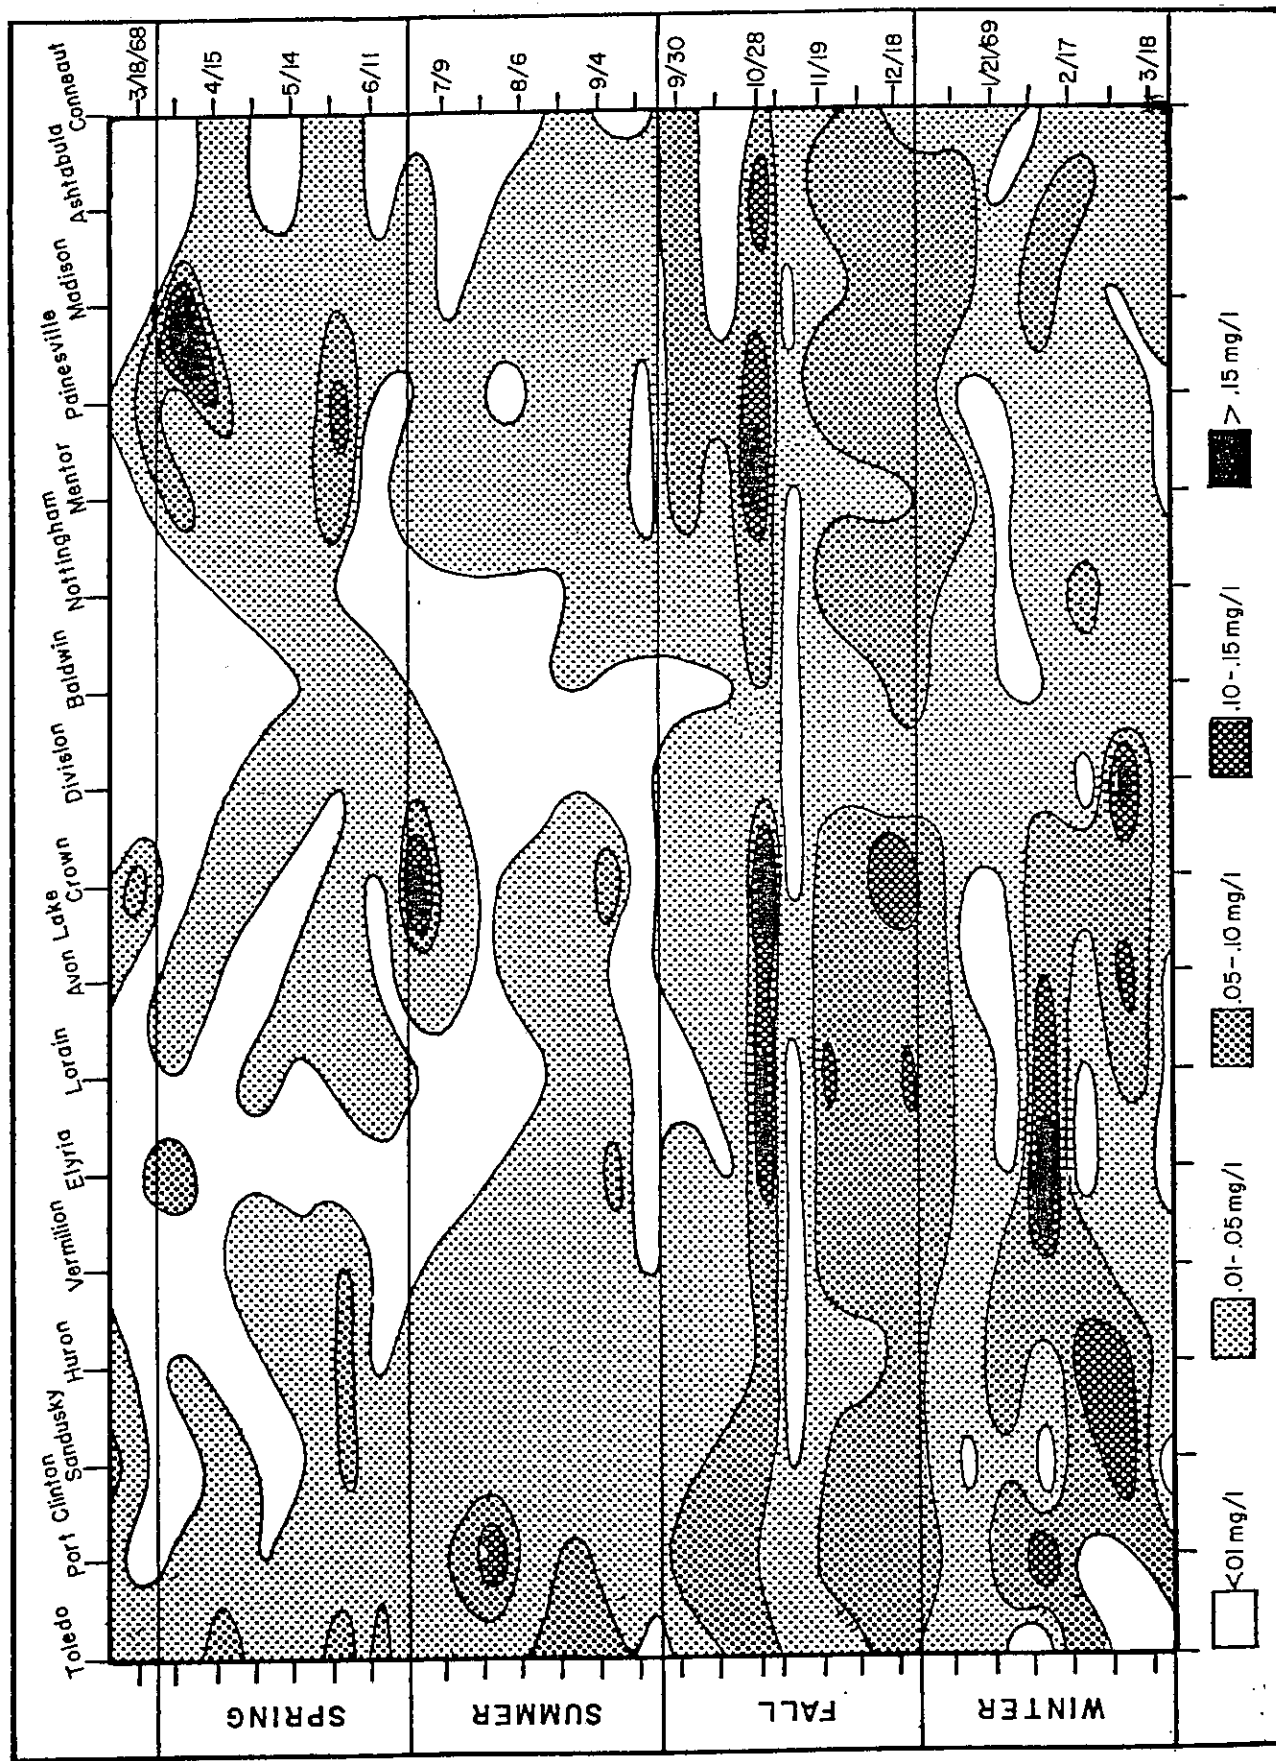 Toledo
Port Clinton
Sandusky
Huron
Vermilion
Elyria
Lorain
Avon Lake
Crown
Division
Baldwin
Nottingham
Mentor
Painesville
Madison
Ashtabula
Conneaut
3/18/68
4/15
5/14
6/11
7/9
8/6
9/4
9/30
10/28
11/19
12/18
1/21/69
2/17
3/18
SPRING
SUMMER
FALL
WINTER
<.01 mg/l
.01-.05 mg/l
.05-.10 mg/l
.10-.15 mg/l
>.15 mg/l